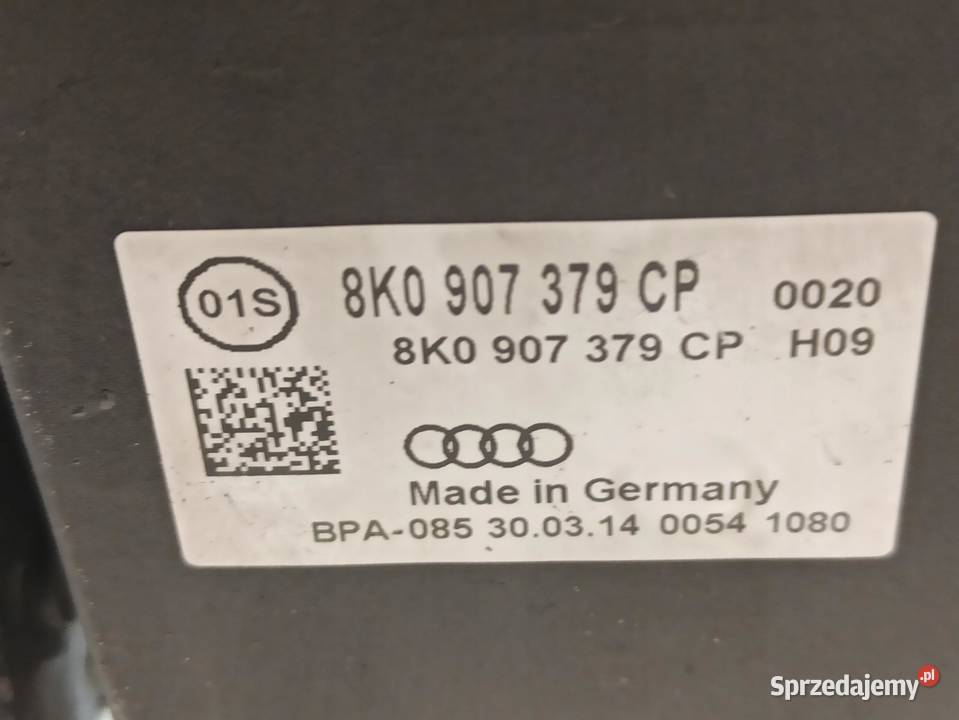 01S 8K0 907 379 CP 0020
8K0 907 379 CP H09
Made in Germany
BPA-085 30.03.14 0054 1080
Sprzedajemy.pl